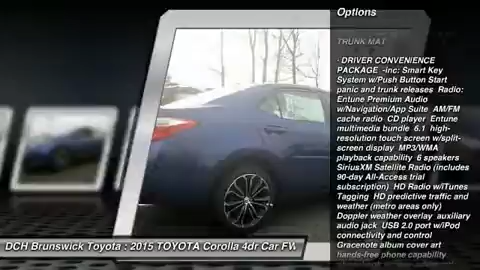 Options
TRUNK MAT
· DRIVER CONVENIENCE
PACKAGE -inc: Smart Key
System w/Push Button Start
panic and trunk releases Radio:
Entune Premium Audio
w/Navigation/App Suite AM/FM
cache radio CD player Entune
multimedia bundle 6.1 high-
resolution touch screen w/split-
screen display MP3/WMA
playback capability 6 speakers
SiriusXM Satellite Radio (includes
90-day All-Access trial
subscription) HD Radio w/iTunes
Tagging HD predictive traffic and
weather (metro areas only)
Doppler weather overlay auxiliary
audio jack USB 2.0 port w/iPod
connectivity and control
Gracenote album cover art
hands-free phone capability
DCH Brunswick Toyota : 2015 TOYOTA Corolla 4dr Car FW